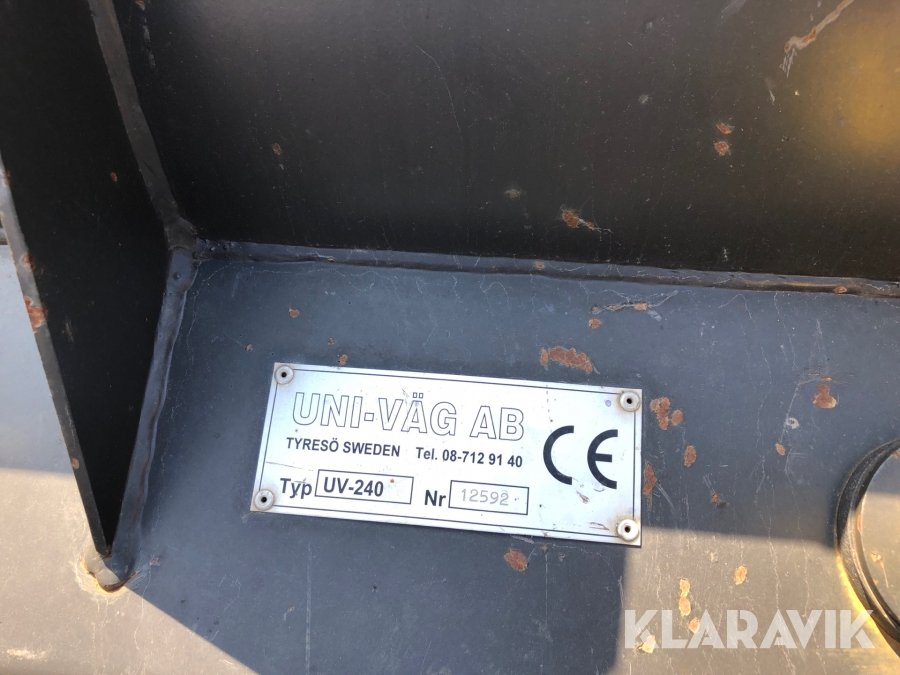 UNI-VÄG AB
TYRESÖ SWEDEN Tel. 08-712 91 40
CE
Typ UV-240 Nr 12592
KLARAVIK